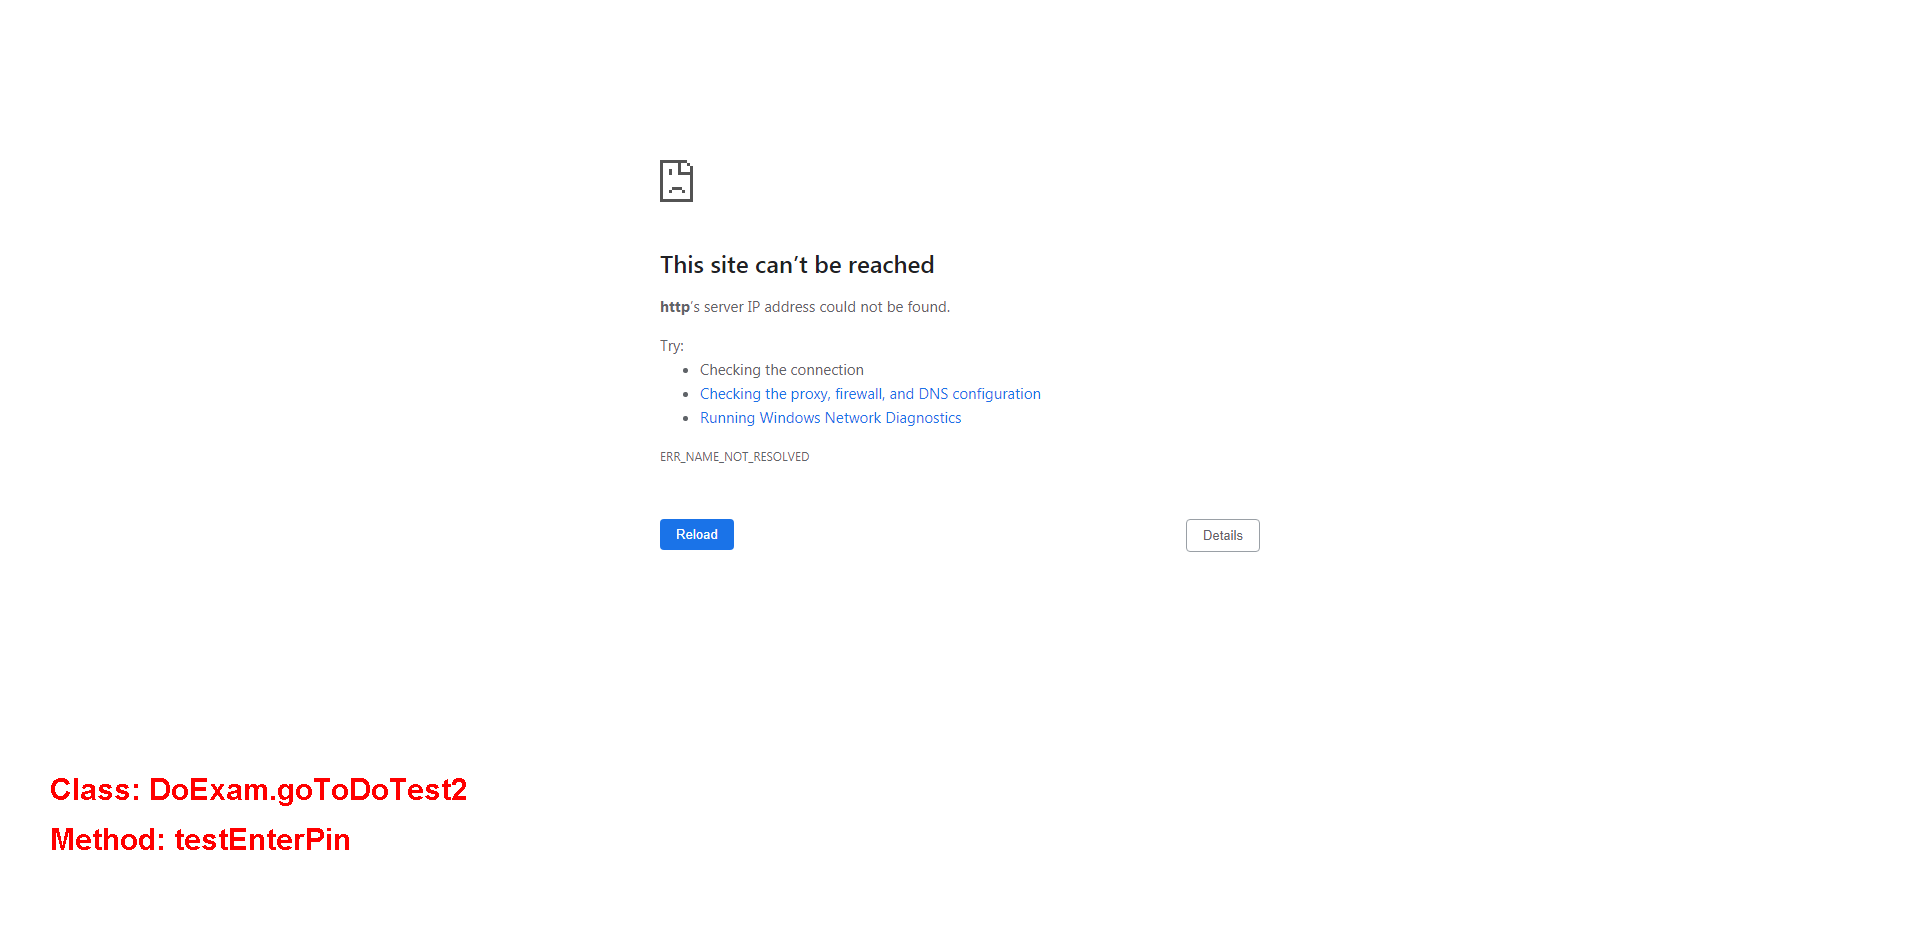 This site can’t be reached
http’s server IP address could not be found.
Try:
Checking the connection
Checking the proxy, firewall, and DNS configuration
Running Windows Network Diagnostics
ERR_NAME_NOT_RESOLVED
Reload
Details
Class: DoExam.goToDoTest2
Method: testEnterPin